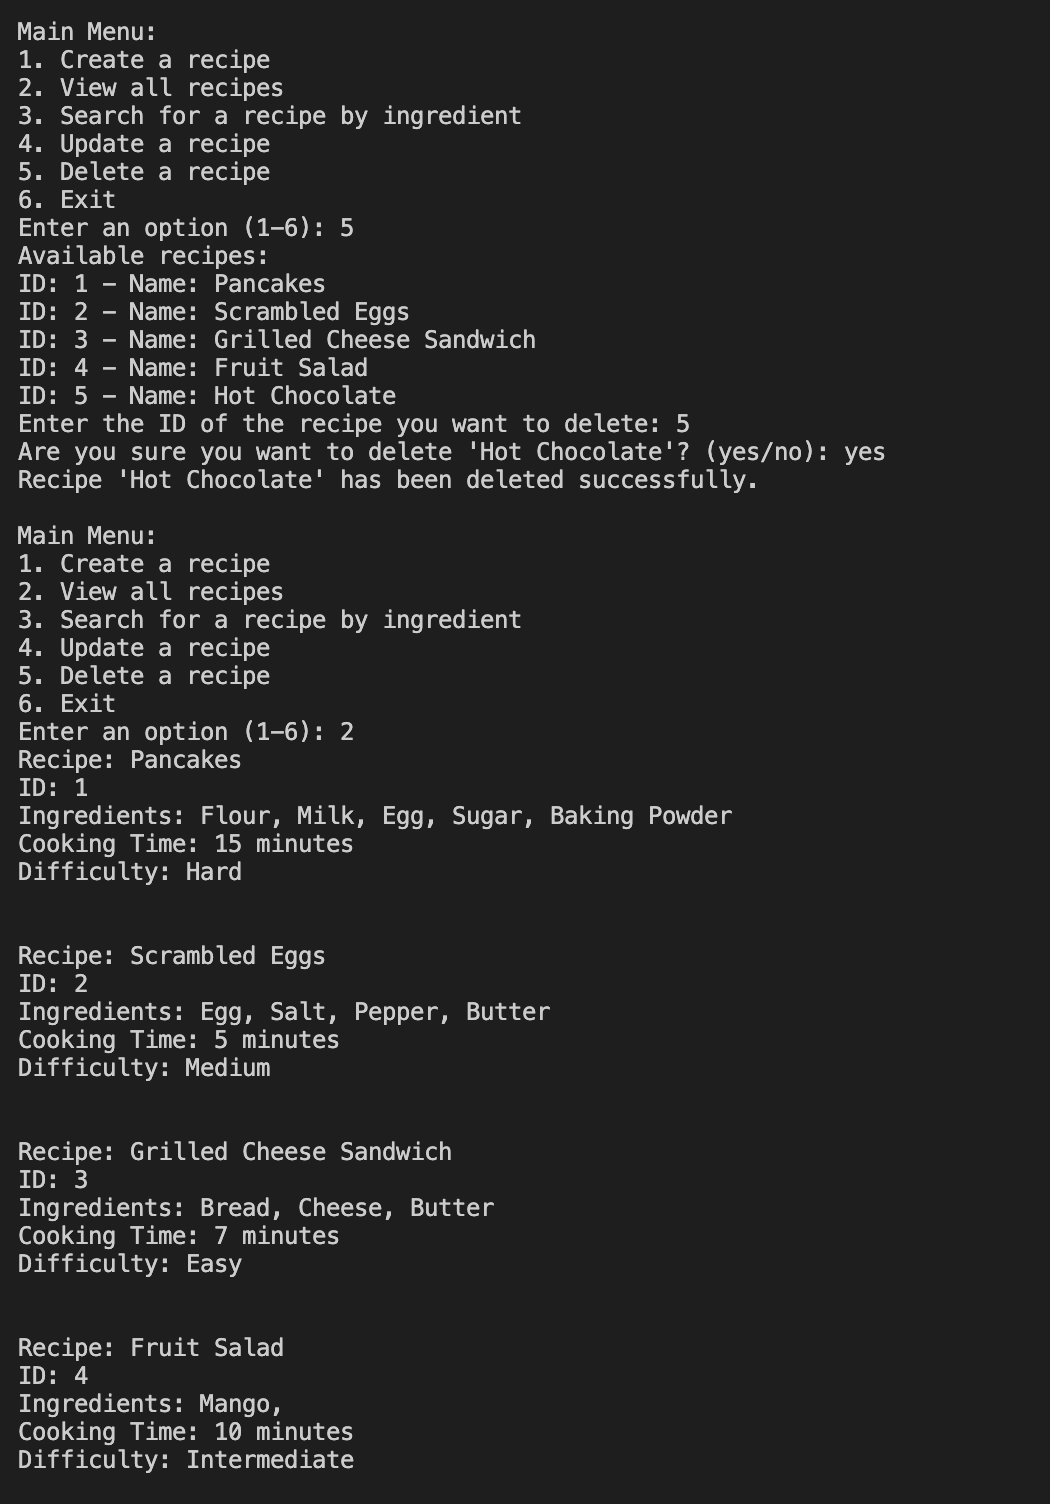 Main Menu:
1. Create a recipe
2. View all recipes
3. Search for a recipe by ingredient
4. Update a recipe
5. Delete a recipe
6. Exit
Enter an option (1-6): 5
Available recipes:
ID: 1 - Name: Pancakes
ID: 2 - Name: Scrambled Eggs
ID: 3 - Name: Grilled Cheese Sandwich
ID: 4 - Name: Fruit Salad
ID: 5 - Name: Hot Chocolate
Enter the ID of the recipe you want to delete: 5
Are you sure you want to delete 'Hot Chocolate'? (yes/no): yes
Recipe 'Hot Chocolate' has been deleted successfully.
Main Menu:
1. Create a recipe
2. View all recipes
3. Search for a recipe by ingredient
4. Update a recipe
5. Delete a recipe
6. Exit
Enter an option (1-6): 2
Recipe: Pancakes
ID: 1
Ingredients: Flour, Milk, Egg, Sugar, Baking Powder
Cooking Time: 15 minutes
Difficulty: Hard
Recipe: Scrambled Eggs
ID: 2
Ingredients: Egg, Salt, Pepper, Butter
Cooking Time: 5 minutes
Difficulty: Medium
Recipe: Grilled Cheese Sandwich
ID: 3
Ingredients: Bread, Cheese, Butter
Cooking Time: 7 minutes
Difficulty: Easy
Recipe: Fruit Salad
ID: 4
Ingredients: Mango,
Cooking Time: 10 minutes
Difficulty: Intermediate